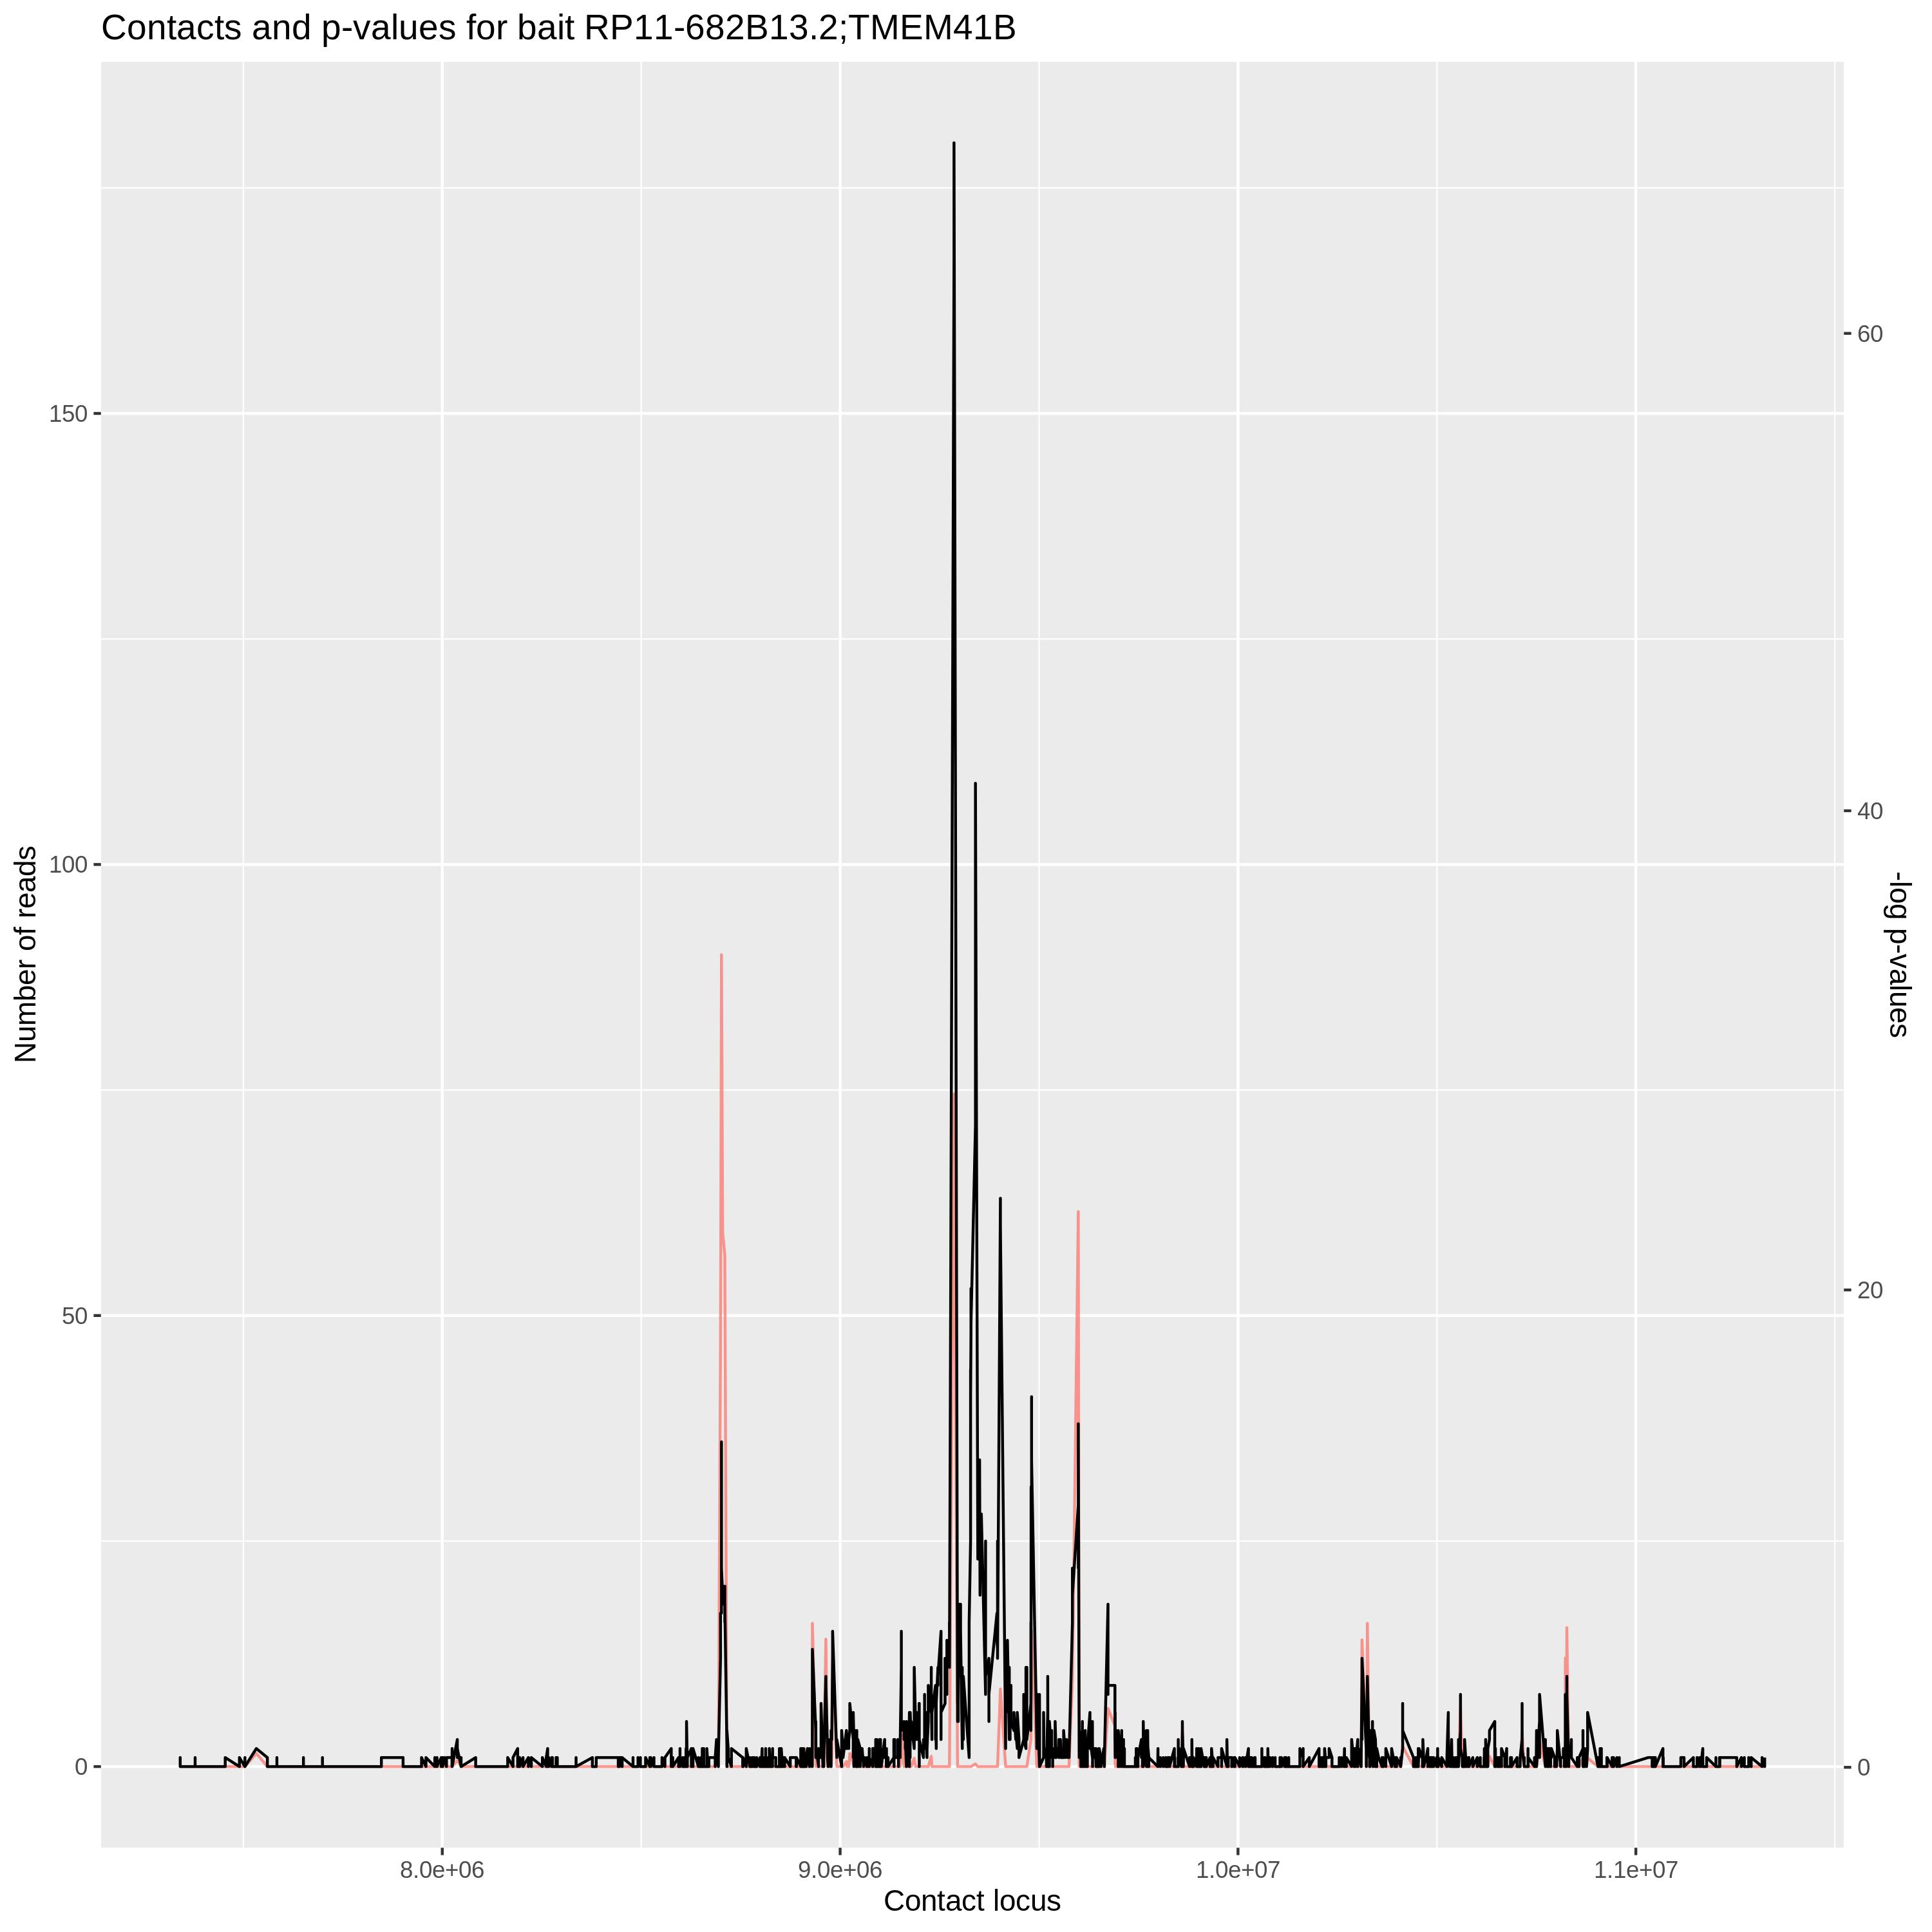 Contacts and p-values for bait RP11-682B13.2;TMEM41B
Number of reads
150
100
50
0
60
40
20
0
-log p-values
8.0e+06
9.0e+06
1.0e+07
1.1e+07
Contact locus